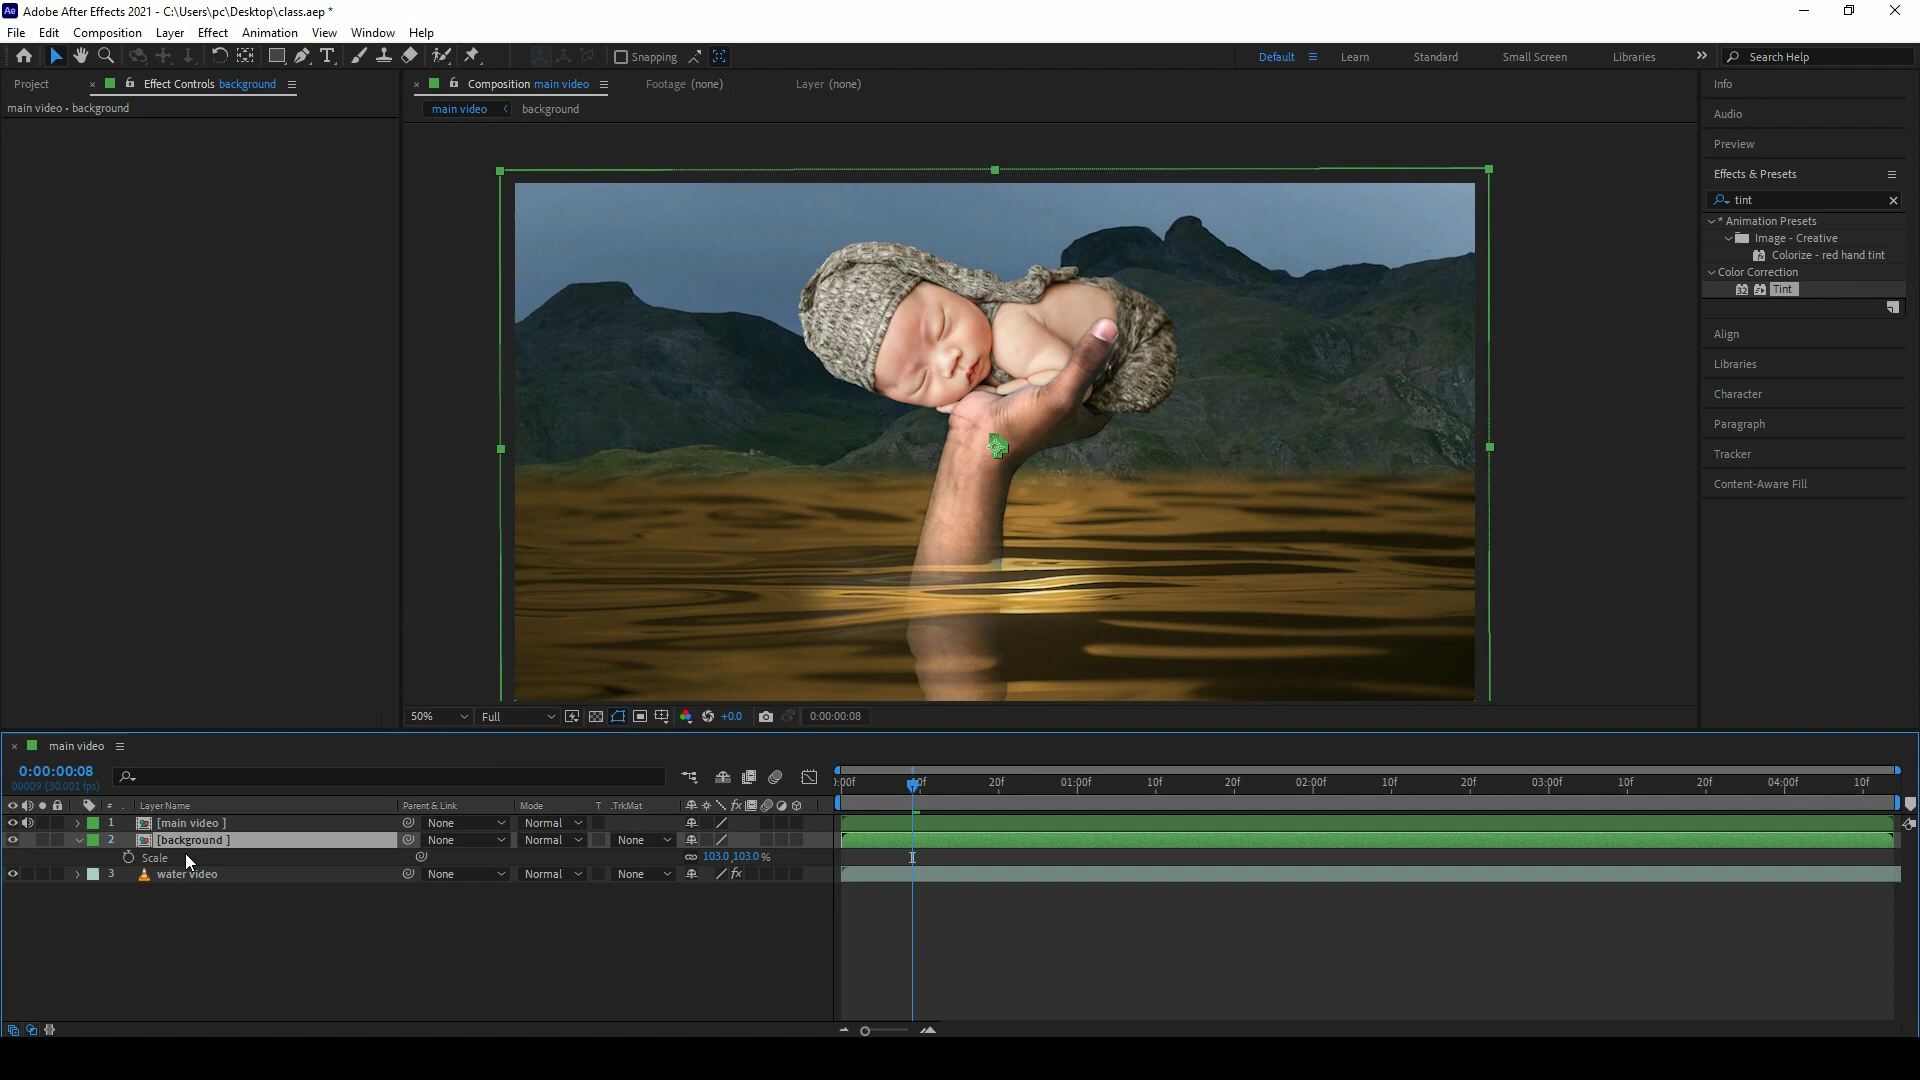 Ae Adobe After Effects 2021 - C:\Users\pc\Desktop\class.aep *
File Edit Composition Layer Effect Animation View Window Help
Snapping Default Learn Standard Small Screen Libraries Search Help
Project Effect Controls background Composition main video Footage (none) Layer (none) Info
main video • background main video background
Audio
Preview
Effects & Presets
tint
* Animation Presets
Image - Creative
Colorize - red hand tint
Color Correction
32 Tint
Align
Libraries
Character
Paragraph
Tracker
Content-Aware Fill
50% Full +0.0 0:00:00:08
main video
0:00:00:08
00009 (30.001 fps)
20f 01:00f 10f 20f 02:00f 10f 20f 03:00f 10f 20f 04:00f 10f
# Layer Name Parent & Link Mode T .TrkMat
1 [main video ] None Normal
2 [background ] None Normal None
Scale 103.0,103.0%
3 water video None Normal None